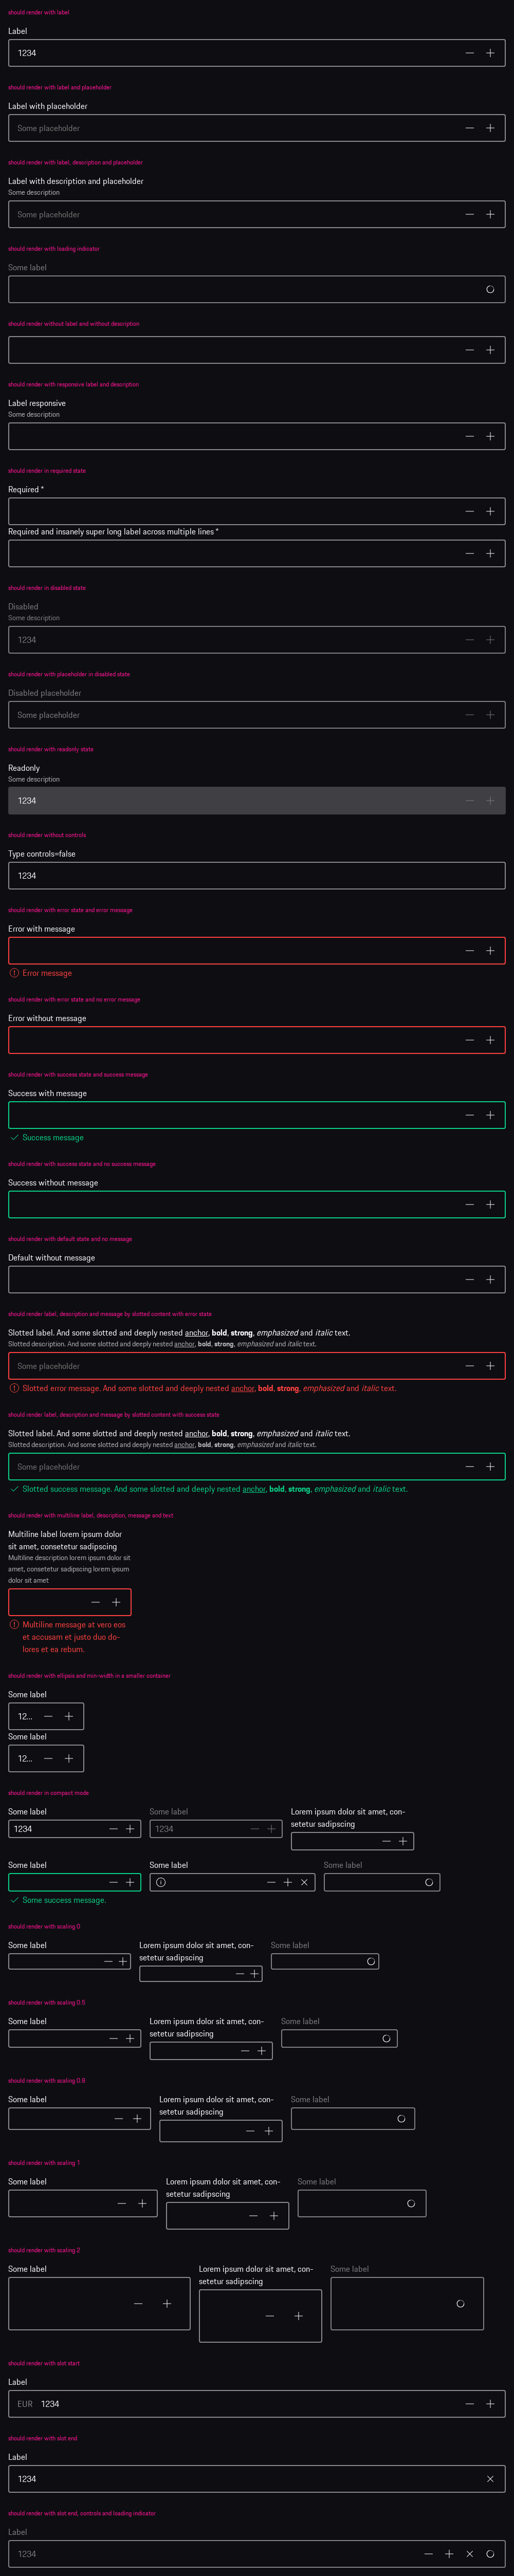 should render with label
Label
1234
should render with label and placeholder
Label with placeholder
Some placeholder
should render with label, description and placeholder
Label with description and placeholder
Some description
Some placeholder
should render with loading indicator
Some label
should render without label and without description
should render with responsive label and description
Label responsive
Some description
should render in required state
Required *
Required and insanely super long label across multiple lines *
should render in disabled state
Disabled
Some description
1234
should render with placeholder in disabled state
Disabled placeholder
Some placeholder
should render with readonly state
Readonly
Some description
1234
should render without controls
Type controls=false
1234
should render with error state and error message
Error with message
Error message
should render with error state and no error message
Error without message
should render with success state and success message
Success with message
Success message
should render with success state and no success message
Success without message
should render with default state and no message
Default without message
should render label, description and message by slotted content with error state
Slotted label. And some slotted and deeply nested anchor, bold, strong, emphasized and italic text.
Slotted description. And some slotted and deeply nested anchor, bold, strong, emphasized and italic text.
Some placeholder
Slotted error message. And some slotted and deeply nested anchor, bold, strong, emphasized and italic text.
should render label, description and message by slotted content with success state
Slotted label. And some slotted and deeply nested anchor, bold, strong, emphasized and italic text.
Slotted description. And some slotted and deeply nested anchor, bold, strong, emphasized and italic text.
Some placeholder
Slotted success message. And some slotted and deeply nested anchor, bold, strong, emphasized and italic text.
should render with multiline label, description, message and text
Multiline label lorem ipsum dolor
sit amet, consetetur sadipscing
Multiline description lorem ipsum dolor sit
amet, consetetur sadipscing lorem ipsum
dolor sit amet
Multiline message at vero eos
et accusam et justo duo do-
lores et ea rebum.
should render with ellipsis and min-width in a smaller container
Some label
12...
Some label
12...
should render in compact mode
Some label
1234
Some label
1234
Lorem ipsum dolor sit amet, con-
setetur sadipscing
Some label
Some success message.
Some label
Some label
should render with scaling 0
Some label
Lorem ipsum dolor sit amet, con-
setetur sadipscing
Some label
should render with scaling 0.5
Some label
Lorem ipsum dolor sit amet, con-
setetur sadipscing
Some label
should render with scaling 0.8
Some label
Lorem ipsum dolor sit amet, con-
setetur sadipscing
Some label
should render with scaling 1
Some label
Lorem ipsum dolor sit amet, con-
setetur sadipscing
Some label
should render with scaling 2
Some label
Lorem ipsum dolor sit amet, con-
setetur sadipscing
Some label
should render with slot start
Label
EUR 1234
should render with slot end
Label
1234
should render with slot end, controls and loading indicator
Label
1234